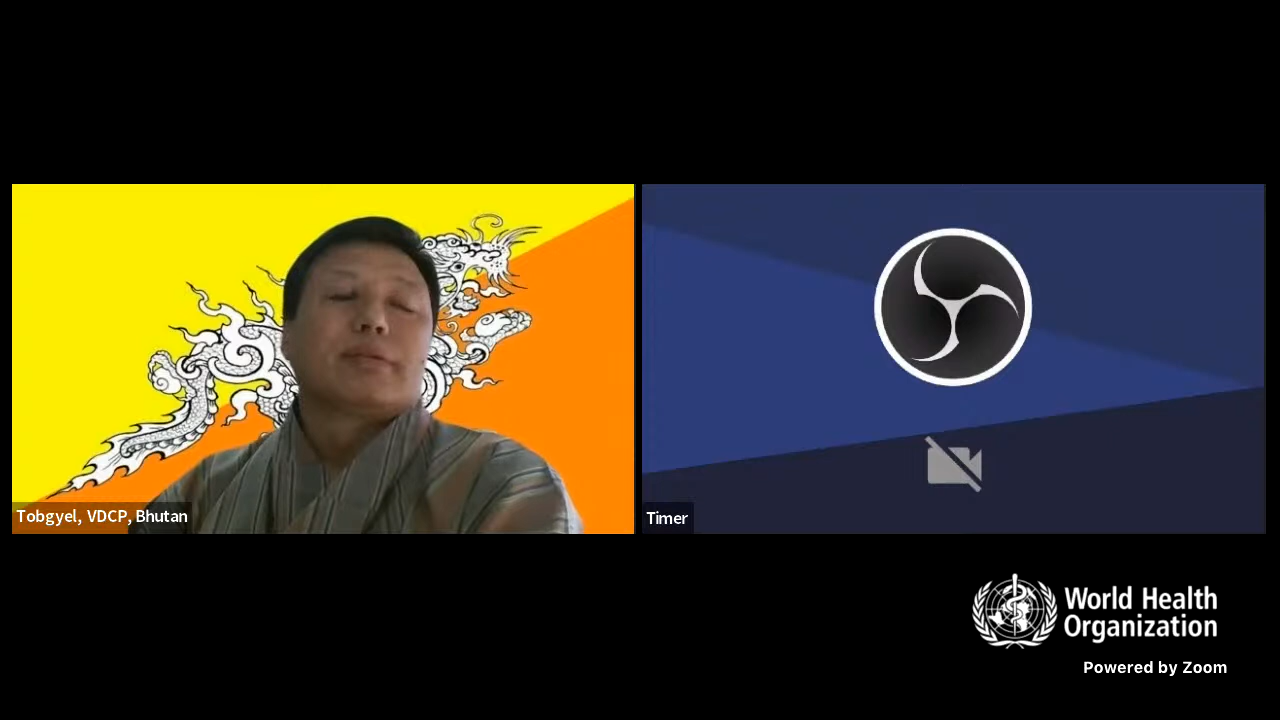 Tobgyel, VDCP, Bhutan
Timer
World Health
Organization
Powered by Zoom